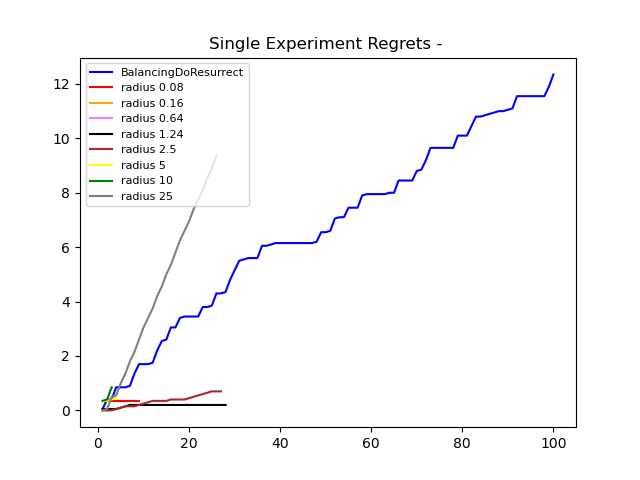 Single Experiment Regrets -
BalancingDoResurrect
radius 0.08
radius 0.16
radius 0.64
radius 1.24
radius 2.5
radius 5
radius 10
radius 25
12
10
8
6
4
2
0
0 20 40 60 80 100